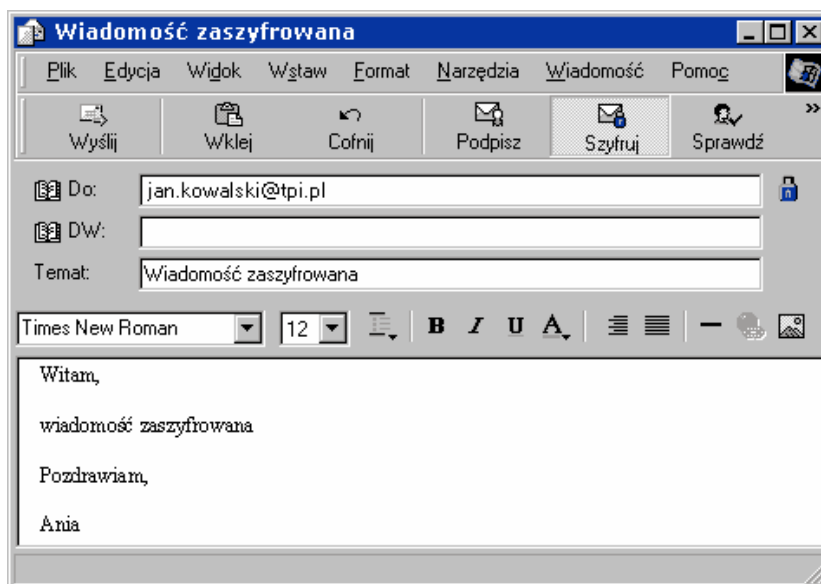 Wiadomość zaszyfrowana
Plik Edycja Widok Wstaw Format Narzędzia Wiadomość Pomoc
Wyślij Wklej Cofnij Podpisz Szyfruj Sprawdź »
Do: jan.kowalski@tpi.pl
DW:
Temat: Wiadomość zaszyfrowana
Times New Roman 12 B I U A
Witam,
wiadomość zaszyfrowana
Pozdrawiam,
Ania